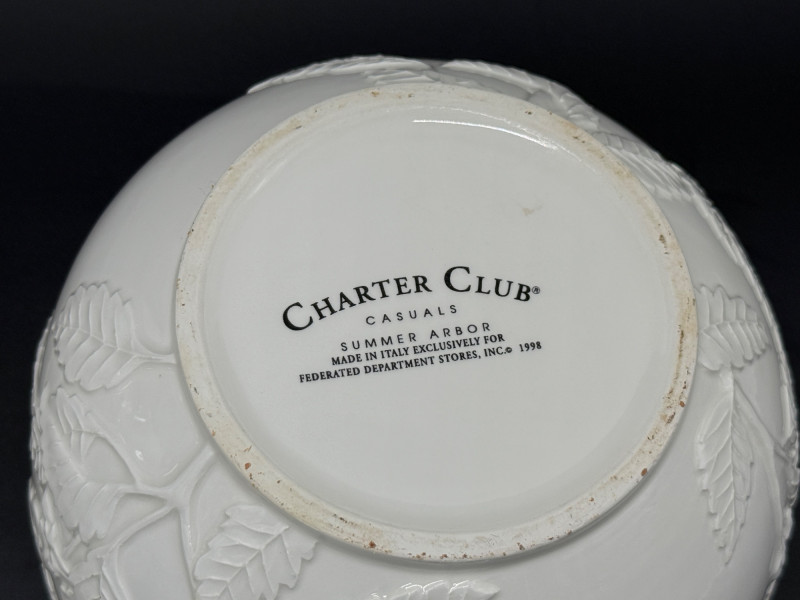 CHARTER CLUB®
CASUALS
SUMMER ARBOR
MADE IN ITALY EXCLUSIVELY FOR
FEDERATED DEPARTMENT STORES, INC.© 1998